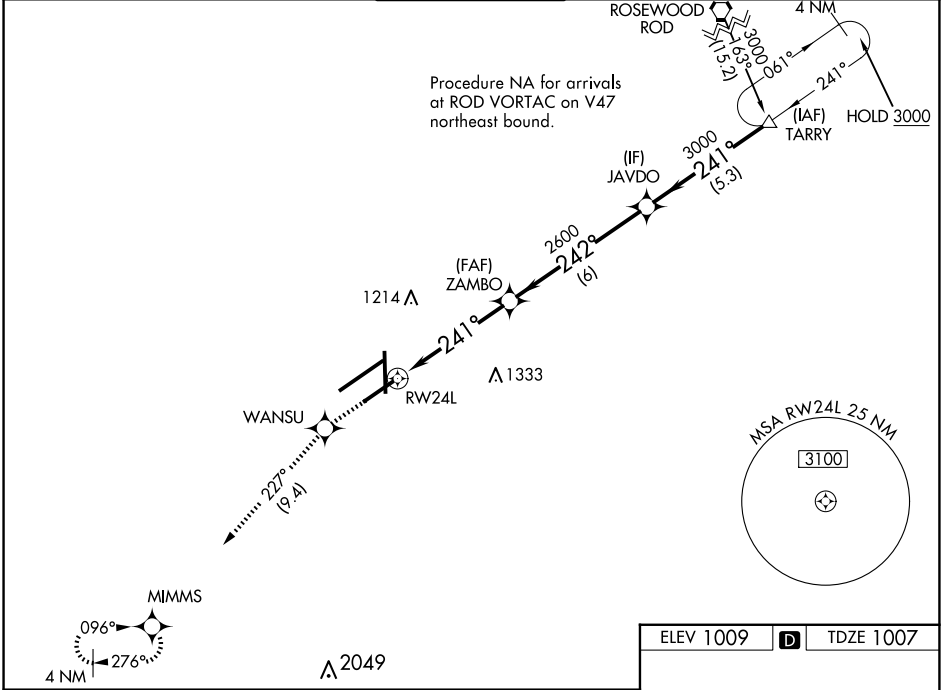 ROSEWOOD
ROD
4 NM
3000
163°
(15.2)
061°
241°
HOLD 3000
(IAF)
TARRY
Procedure NA for arrivals
at ROD VORTAC on V47
northeast bound.
3000
241°
(5.3)
(IF)
JAVDO
2600
242°
(6)
(FAF)
ZAMBO
1214
241°
1333
RW24L
WANSU
227°
(9.4)
MSA RW24L 25 NM
3100
MIMMS
096°
276°
4 NM
2049
ELEV 1009 D TDZE 1007